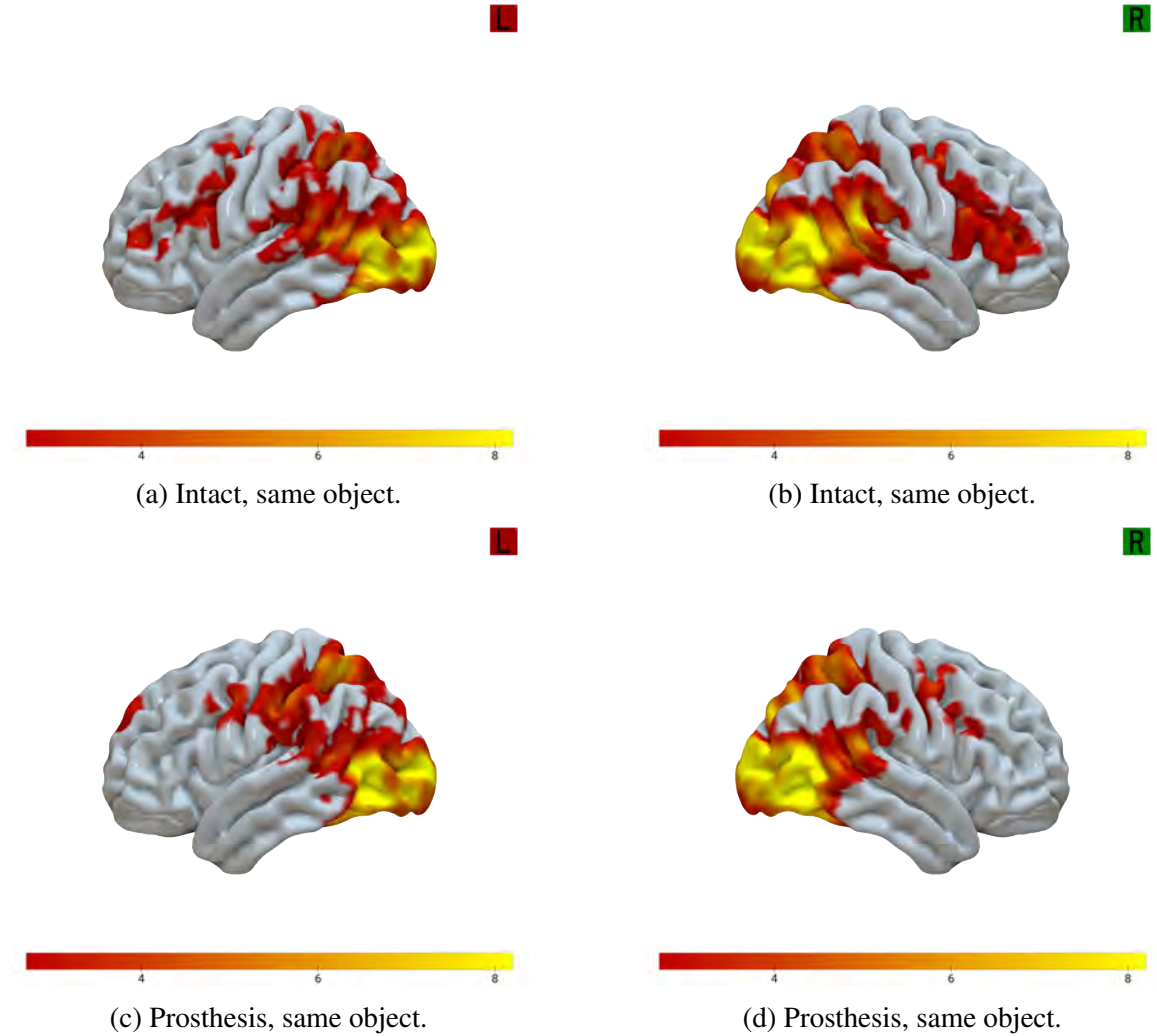 L
R
4 6 8
4 6 8
(a) Intact, same object.
(b) Intact, same object.
L
R
4 6 8
4 6 8
(c) Prosthesis, same object.
(d) Prosthesis, same object.